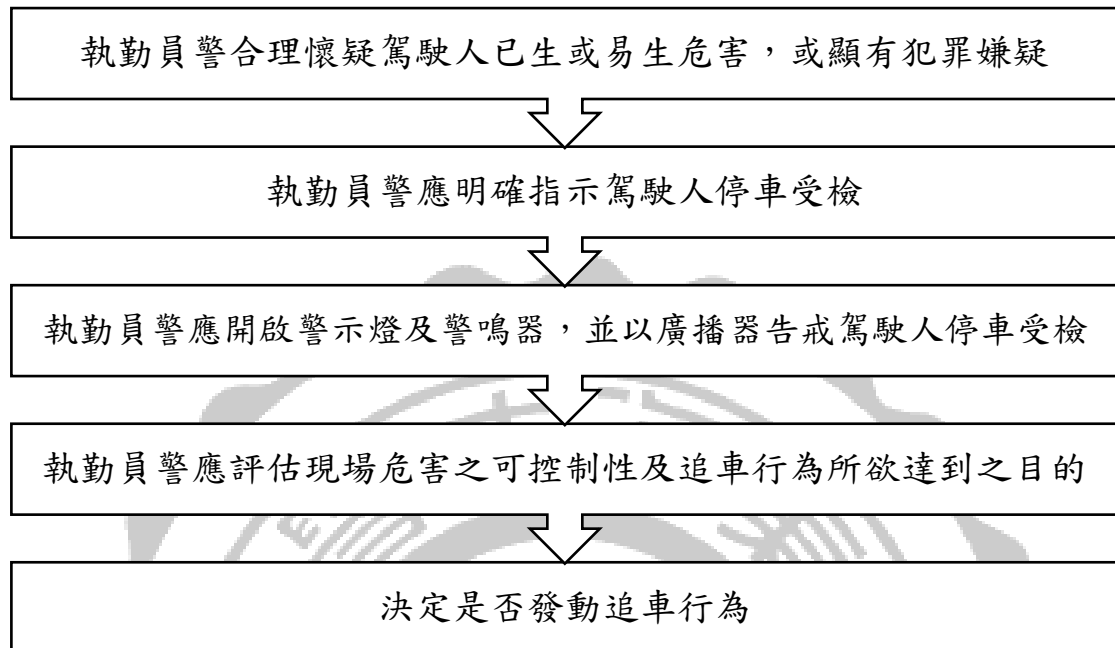 執勤員警合理懷疑駕駛人已生或易生危害，或顯有犯罪嫌疑
執勤員警應明確指示駕駛人停車受檢
執勤員警應開啟警示燈及警鳴器，並以廣播器告戒駕駛人停車受檢
執勤員警應評估現場危害之可控制性及追車行為所欲達到之目的
決定是否發動追車行為